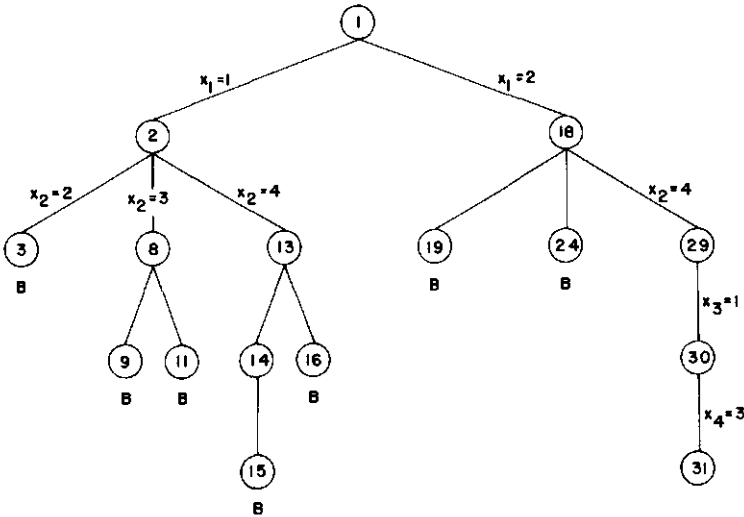 1
x₁=1 x₁=2
2 18
x₂=2 x₂=3 x₂=4 x₂=4
3 8 13 19 24 29
B B B
x₃=1
9 11 14 16 30
B B B
x₄=3
15 31
B